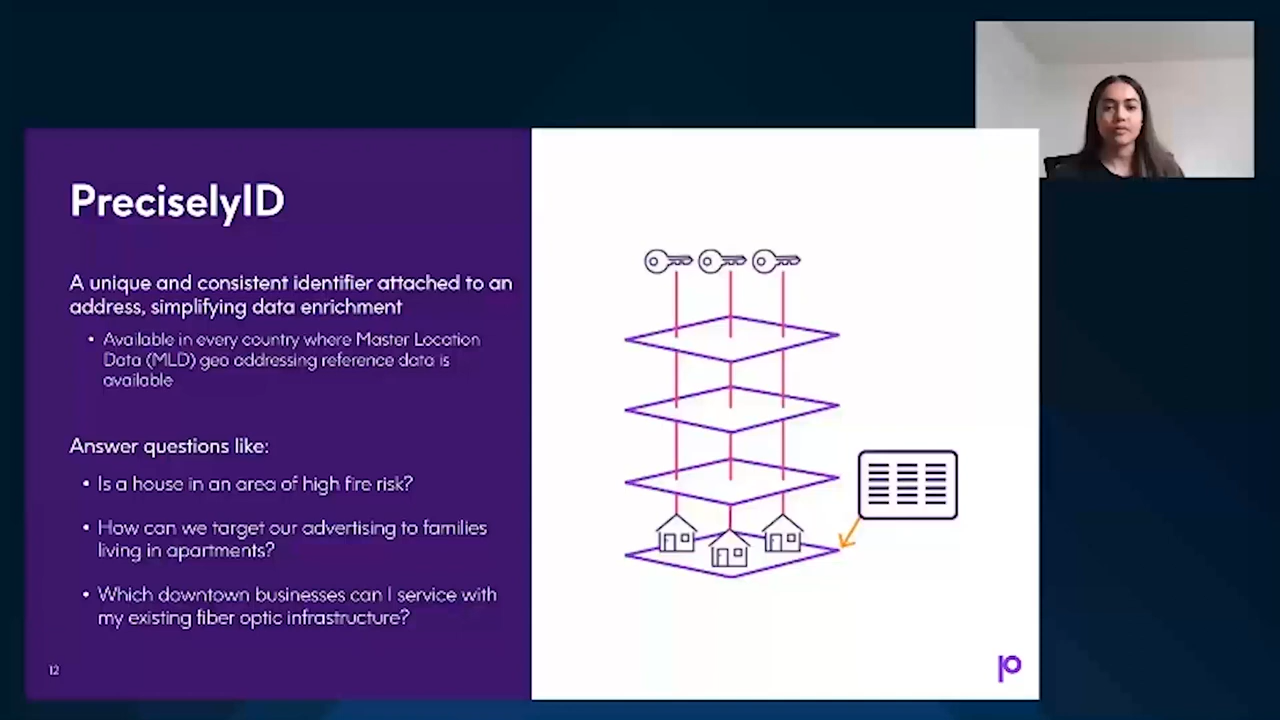 PreciselyID
A unique and consistent identifier attached to an
address, simplifying data enrichment
• Available in every country where Master Location
Data (MLD) geo addressing reference data is
available
Answer questions like:
• Is a house in an area of high fire risk?
• How can we target our advertising to families
living in apartments?
• Which downtown businesses can I service with
my existing fiber optic infrastructure?
12